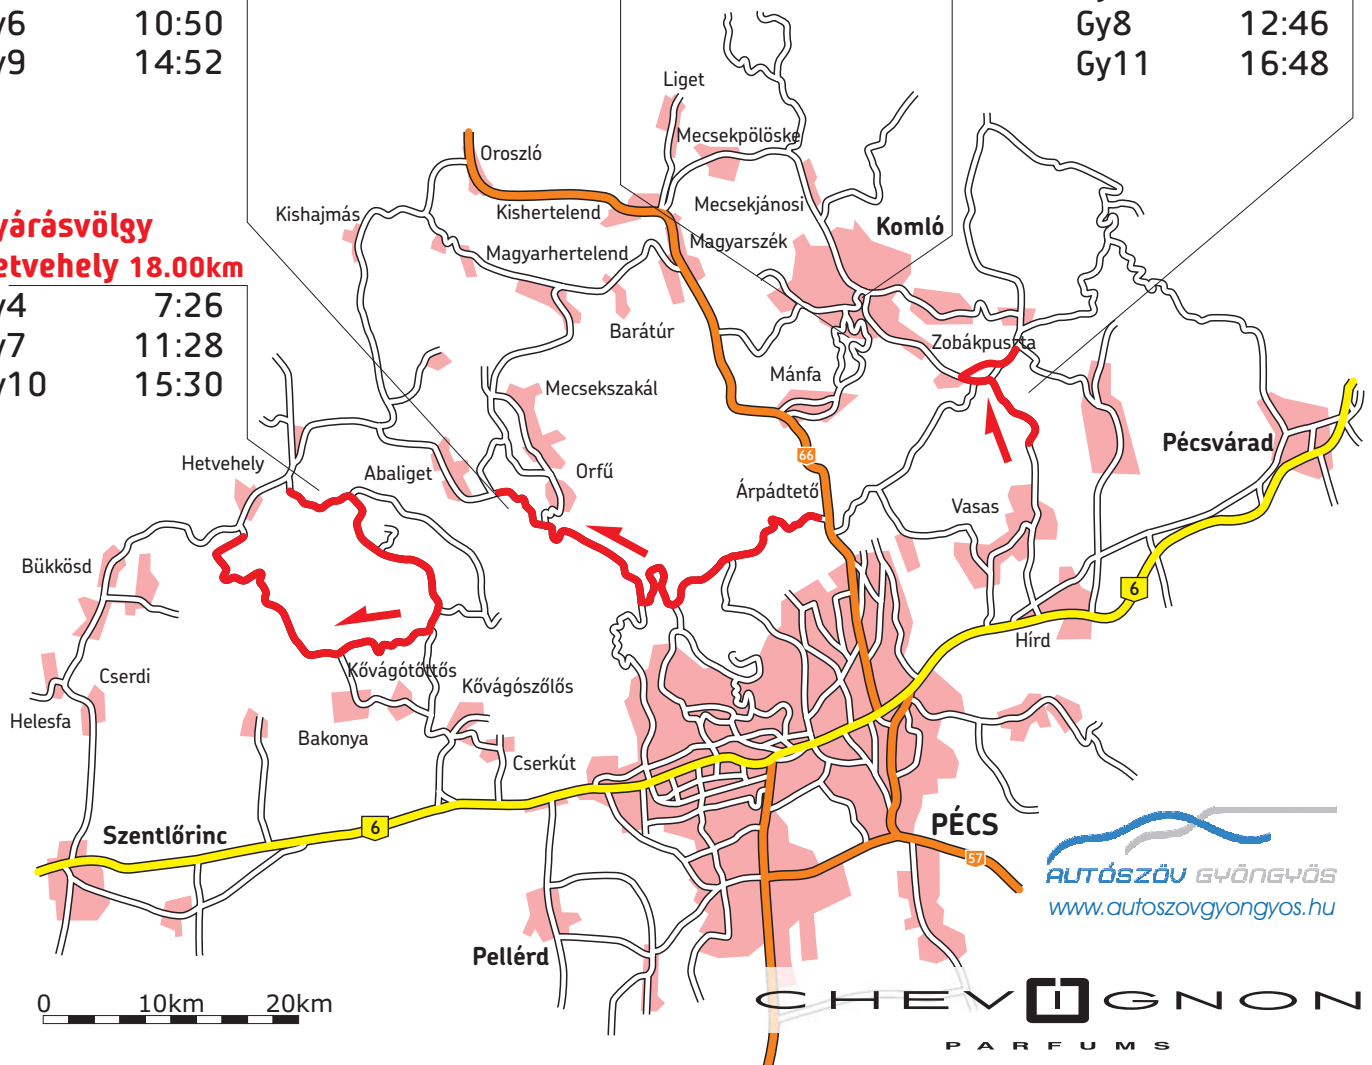 y6 10:50
y9 14:52
Gy8 12:46
Gy11 16:48
Liget
Mecsekpölöske
Oroszló
Kishajmás
Kishertelend
Mecsekjánosi
Komló
Magyarhertelend
Magyarszék
yárásvölgy
etvehely 18.00km
y4 7:26
y7 11:28
y10 15:30
Barátúr
Zobákpuszta
Mánfa
Mecsekszakál
Pécsvárad
66
Hetvehely
Abaliget
Orfű
Árpádtető
Vasas
Bükkösd
6
Hírd
Cserdi
Kővágótőttős
Kővágószőlős
Helesfa
Bakonya
Cserkút
Szentlőrinc
6
PÉCS
57
AUTÓSZÖV GYÖNGYÖS
www.autoszovgyongyos.hu
Pellérd
0 10km 20km
CHEVIGNON
PARFUMS